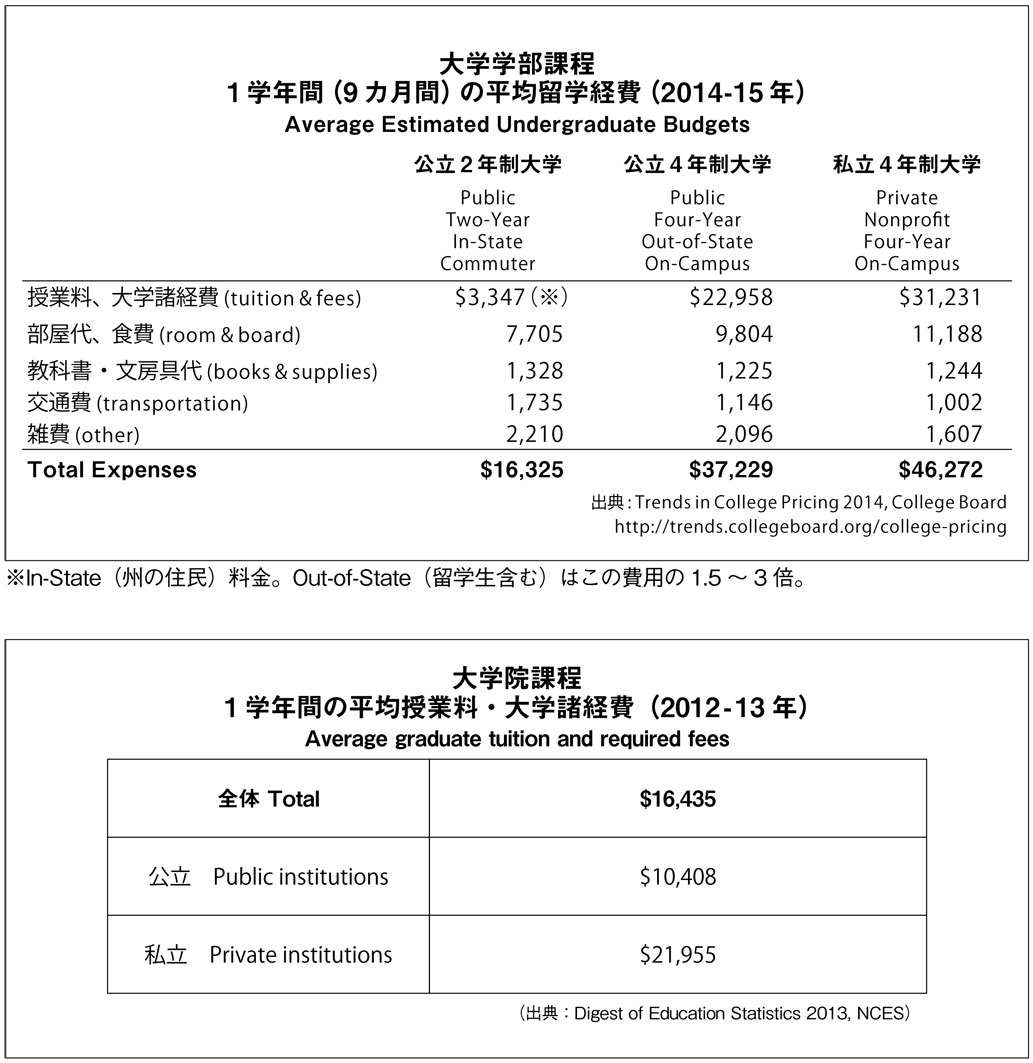 大学学部課程
1学年間（9カ月間）の平均留学経費（2014-15年）
Average Estimated Undergraduate Budgets
公立2年制大学 公立4年制大学 私立4年制大学
Public Public Private
Two-Year Four-Year Nonprofit
In-State Out-of-State Four-Year
Commuter On-Campus On-Campus
授業料、大学諸経費 (tuition & fees) $3,347（※） $22,958 $31,231
部屋代、食費 (room & board) 7,705 9,804 11,188
教科書・文房具代 (books & supplies) 1,328 1,225 1,244
交通費 (transportation) 1,735 1,146 1,002
雑費 (other) 2,210 2,096 1,607
Total Expenses $16,325 $37,229 $46,272
出典 : Trends in College Pricing 2014, College Board
http://trends.collegeboard.org/college-pricing
※In-State（州の住民）料金。Out-of-State（留学生含む）はこの費用の1.5〜3倍。
大学院課程
1学年間の平均授業料・大学諸経費（2012-13年）
Average graduate tuition and required fees
全体 Total $16,435
公立 Public institutions $10,408
私立 Private institutions $21,955
（出典：Digest of Education Statistics 2013, NCES）